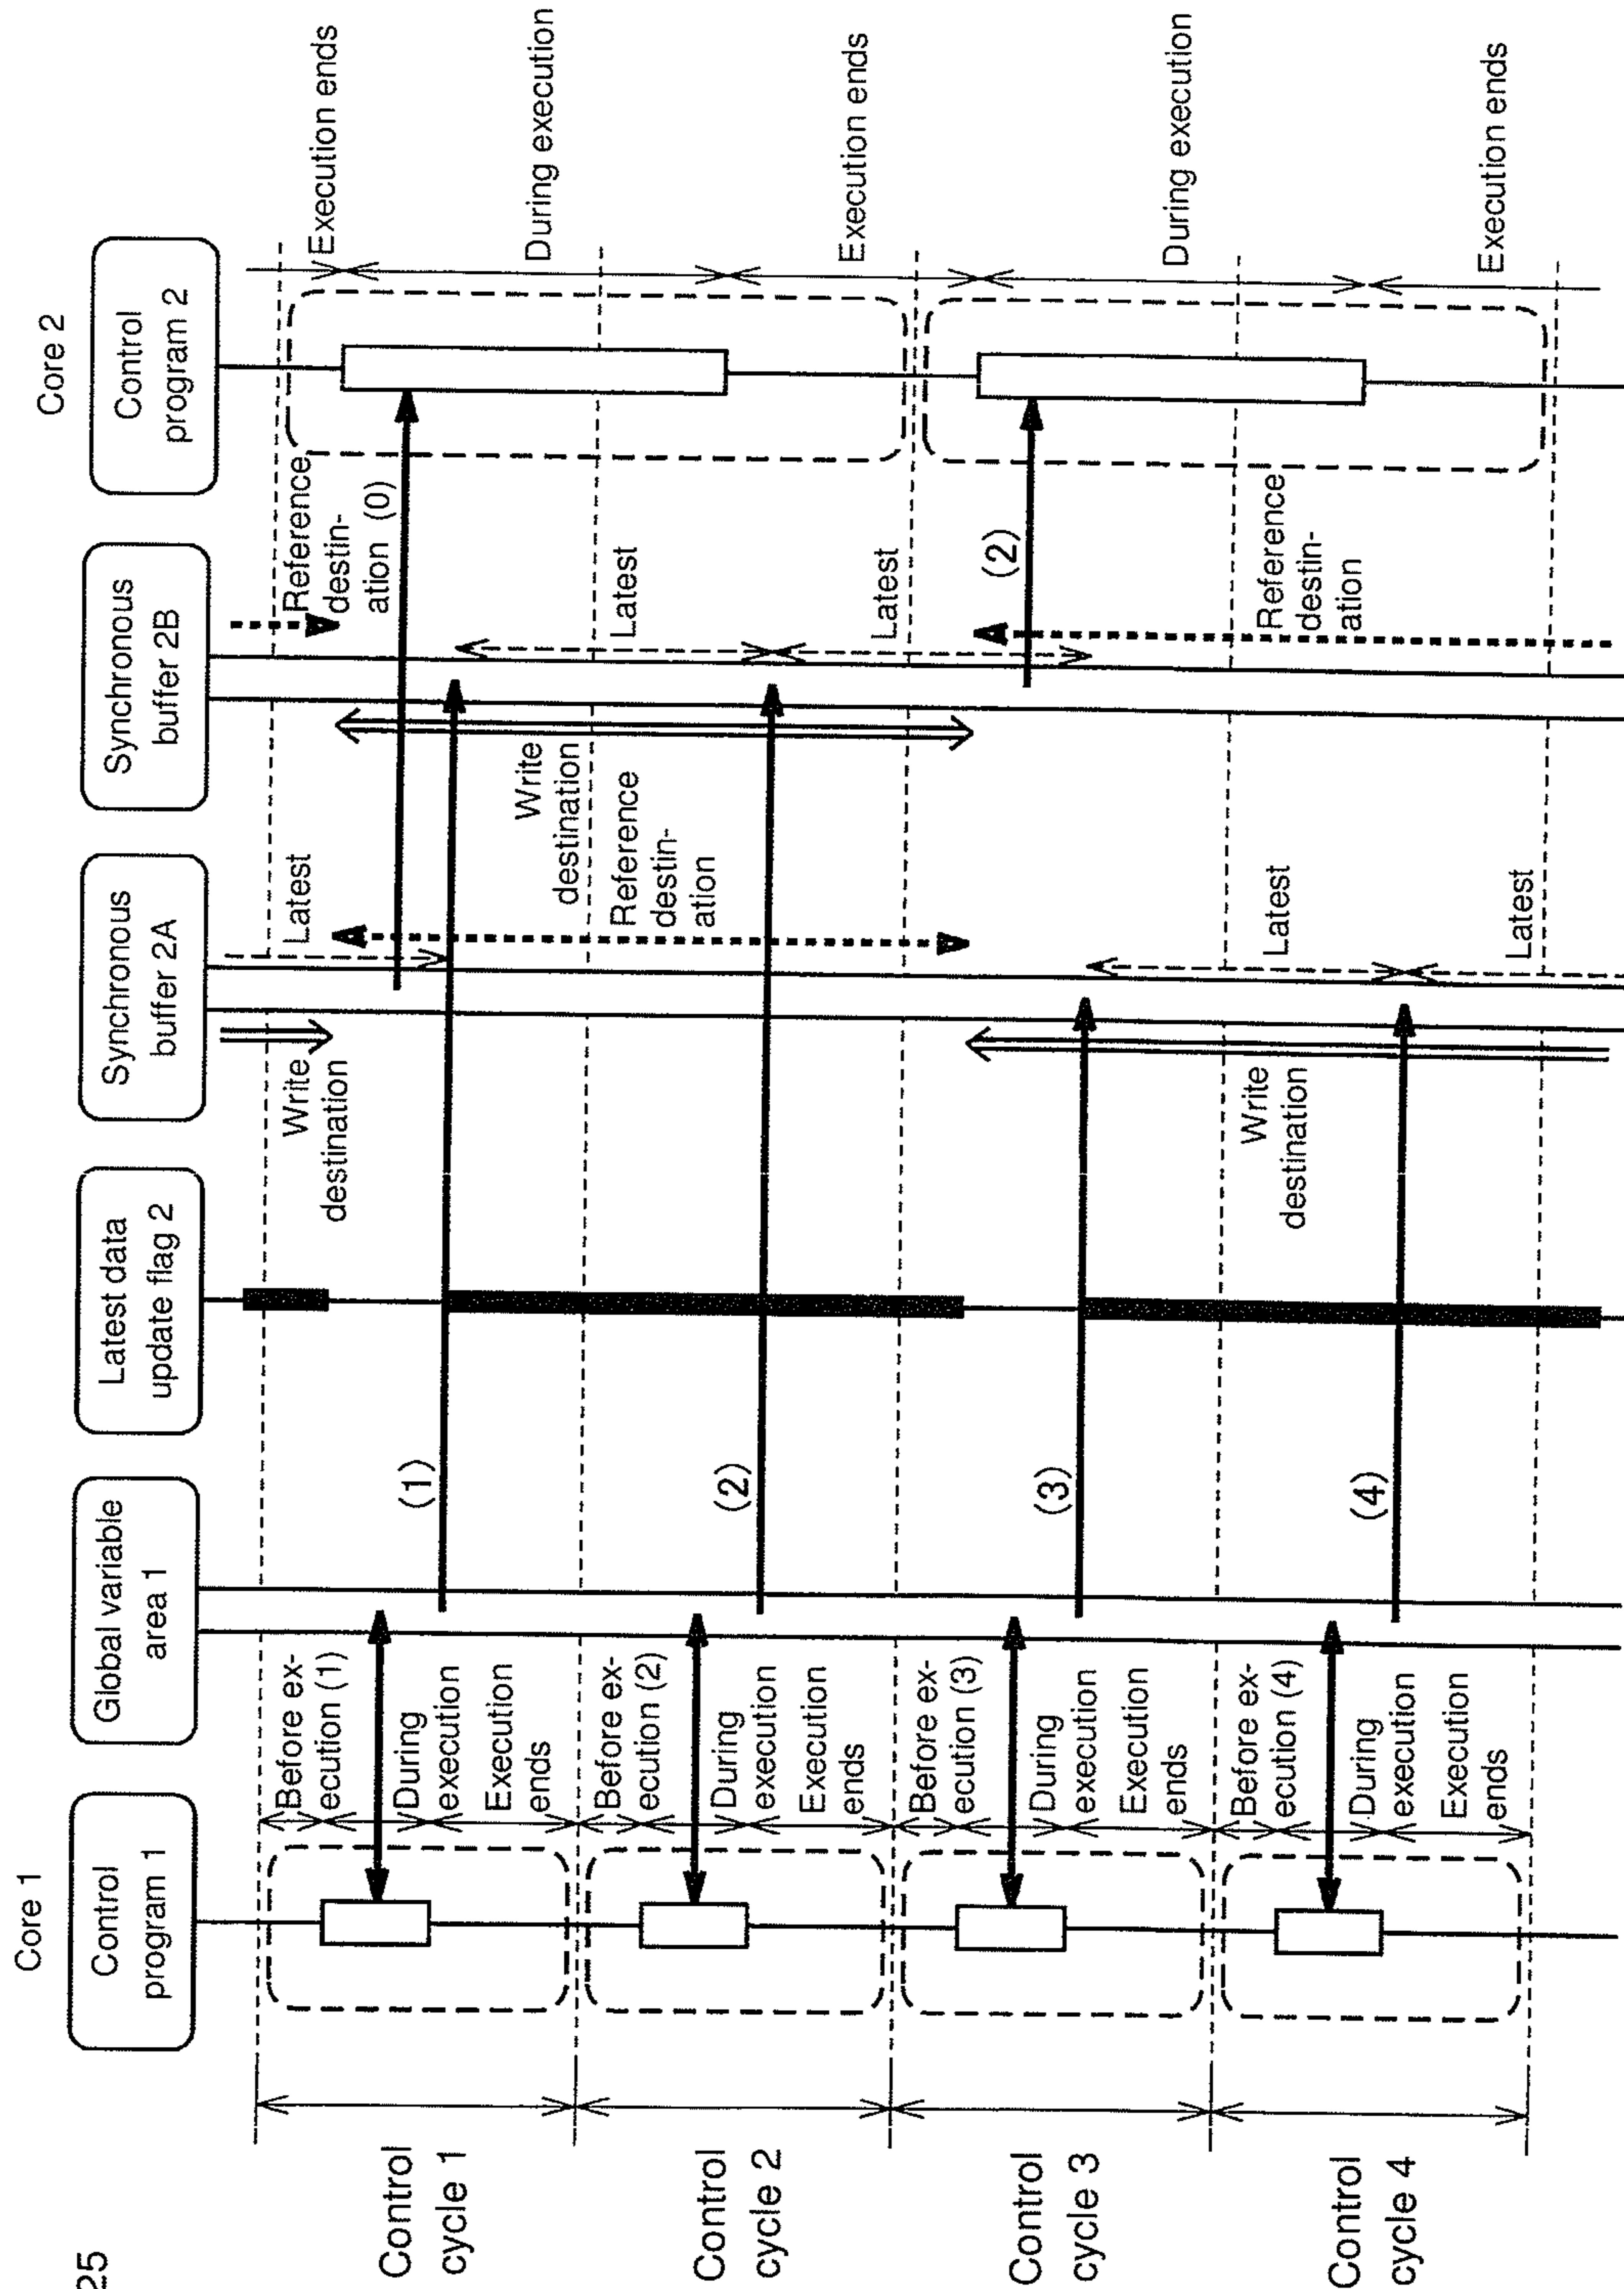 25
Core 1
Core 2
Control
program 1
Global variable
area 1
Latest data
update flag 2
Synchronous
buffer 2A
Synchronous
buffer 2B
Control
program 2
Control
cycle 1
Before ex-
ecution (1)
During
execution
Execution
ends
(1)
Write
destination
Latest
Write
destination
Reference
destin-
ation
(0)
Execution ends
During execution
Control
cycle 2
Before ex-
ecution (2)
During
execution
Execution
ends
(2)
Reference
destin-
ation
Latest
Latest
Execution ends
Control
cycle 3
Before ex-
ecution (3)
During
execution
Execution
ends
(3)
(2)
During execution
Control
cycle 4
Before ex-
ecution (4)
During
execution
Execution
ends
(4)
Write
destination
Latest
Latest
Reference
destin-
ation
Execution ends